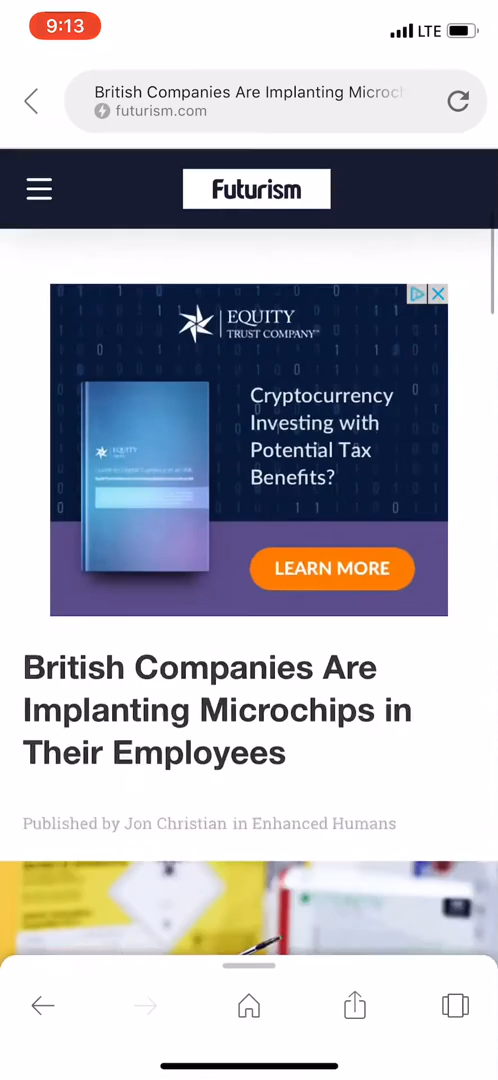 9:13
LTE
British Companies Are Implanting Microc
futurism.com
Futurism
EQUITY
TRUST COMPANY
Cryptocurrency
Investing with
Potential Tax
Benefits?
EQUITY
LEARN MORE
British Companies Are
Implanting Microchips in
Their Employees
Published by Jon Christian in Enhanced Humans